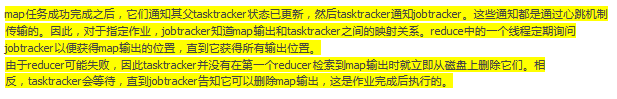 map任务成功完成之后，它们通知其父tasktracker状态已更新，然后tasktracker通知jobtracker。这些通知都是通过心跳机制
传输的。因此，对于指定作业，jobtracker知道map输出和tasktracker之间的映射关系。reduce中的一个线程定期询问
jobtracker以便获得map输出的位置，直到它获得所有输出位置。
由于reducer可能失败，因此tasktracker并没有在第一个reducer检索到map输出时就立即从磁盘上删除它们。相
反，tasktracker会等待，直到jobtracker告知它可以删除map输出，这是作业完成后执行的。